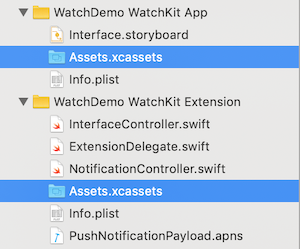 WatchDemo WatchKit App
Interface.storyboard
Assets.xcassets
Info.plist
WatchDemo WatchKit Extension
InterfaceController.swift
ExtensionDelegate.swift
NotificationController.swift
Assets.xcassets
Info.plist
PushNotificationPayload.apns